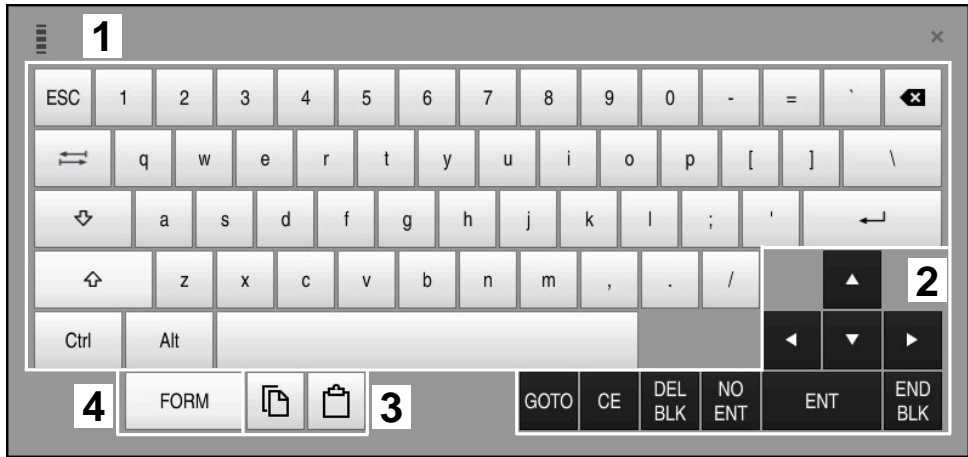 1 ×
ESC 1 2 3 4 5 6 7 8 9 0 - = `
q w e r t y u i o p [ ] \
a s d f g h j k l ; '
z x c v b n m , . / 2
Ctrl Alt
4 FORM 3 GOTO CE DEL BLK NO ENT ENT END BLK